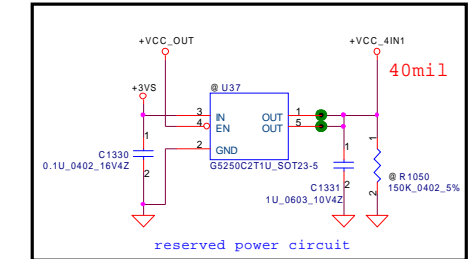 +VCC_OUT
+VCC_4IN1
40mil
+3VS
@ U37
3 IN OUT 1
4 EN OUT 5
2 GND
G5250C2T1U_SOT23-5
1
C1330
0.1U_0402_16V4Z
2
1
C1331
2
1U_0603_10V4Z
1
@ R1050
150K_0402_5%
2
reserved power circuit